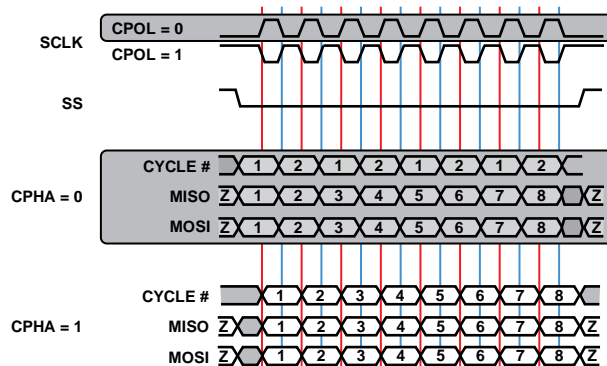 CPOL = 0
SCLK
CPOL = 1
SS
CYCLE # 1 2 1 2 1 2 1 2
CPHA = 0 MISO Z 1 2 3 4 5 6 7 8 Z
MOSI Z 1 2 3 4 5 6 7 8 Z
CYCLE # 1 2 3 4 5 6 7 8
CPHA = 1 MISO Z 1 2 3 4 5 6 7 8 Z
MOSI Z 1 2 3 4 5 6 7 8 Z